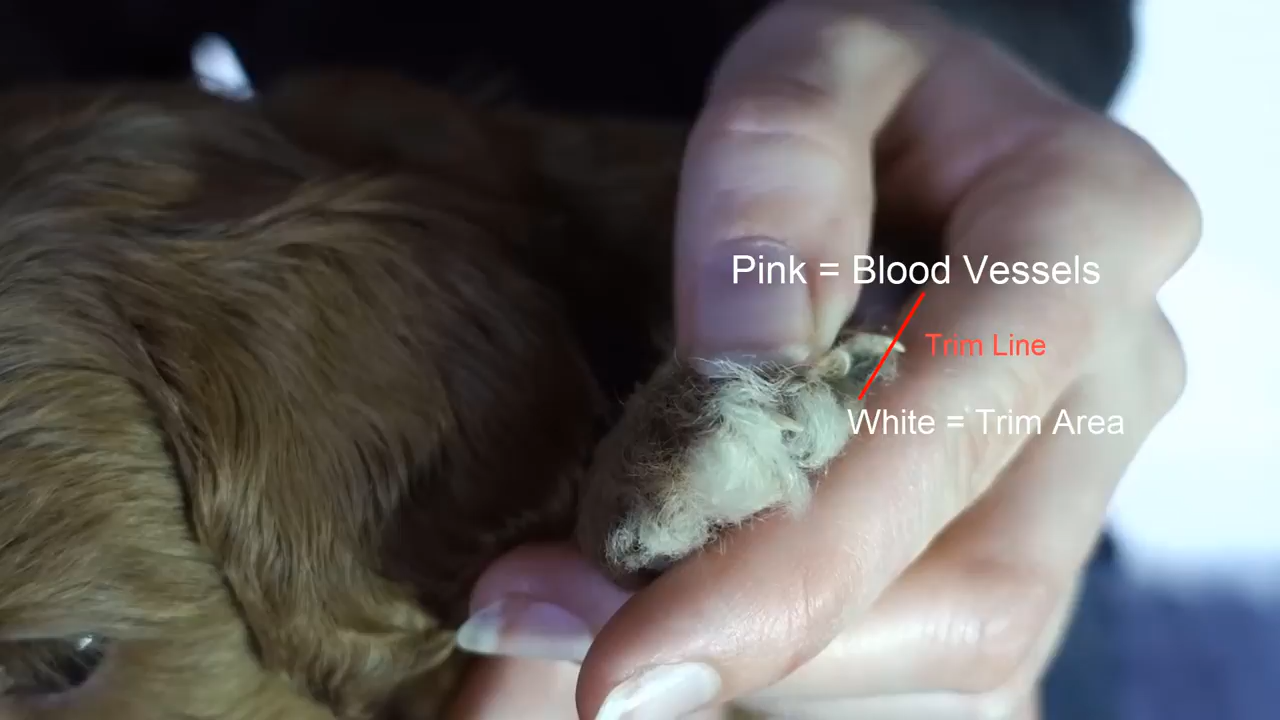 Pink = Blood Vessels
Trim Line
White = Trim Area